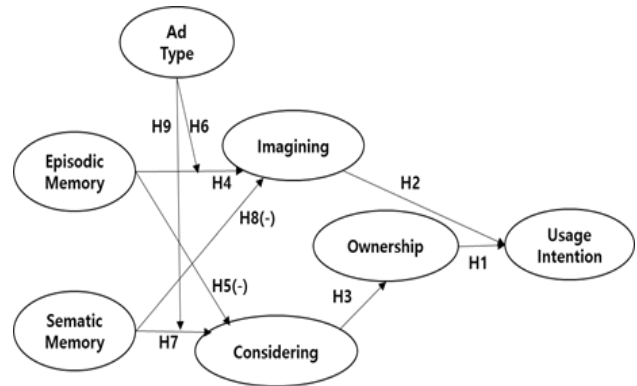 Ad
Type
H9
H6
Imagining
Episodic
Memory
H4
H2
H8(-)
Ownership
Usage
Intention
H1
H5(-)
H3
Sematic
Memory
H7
Considering